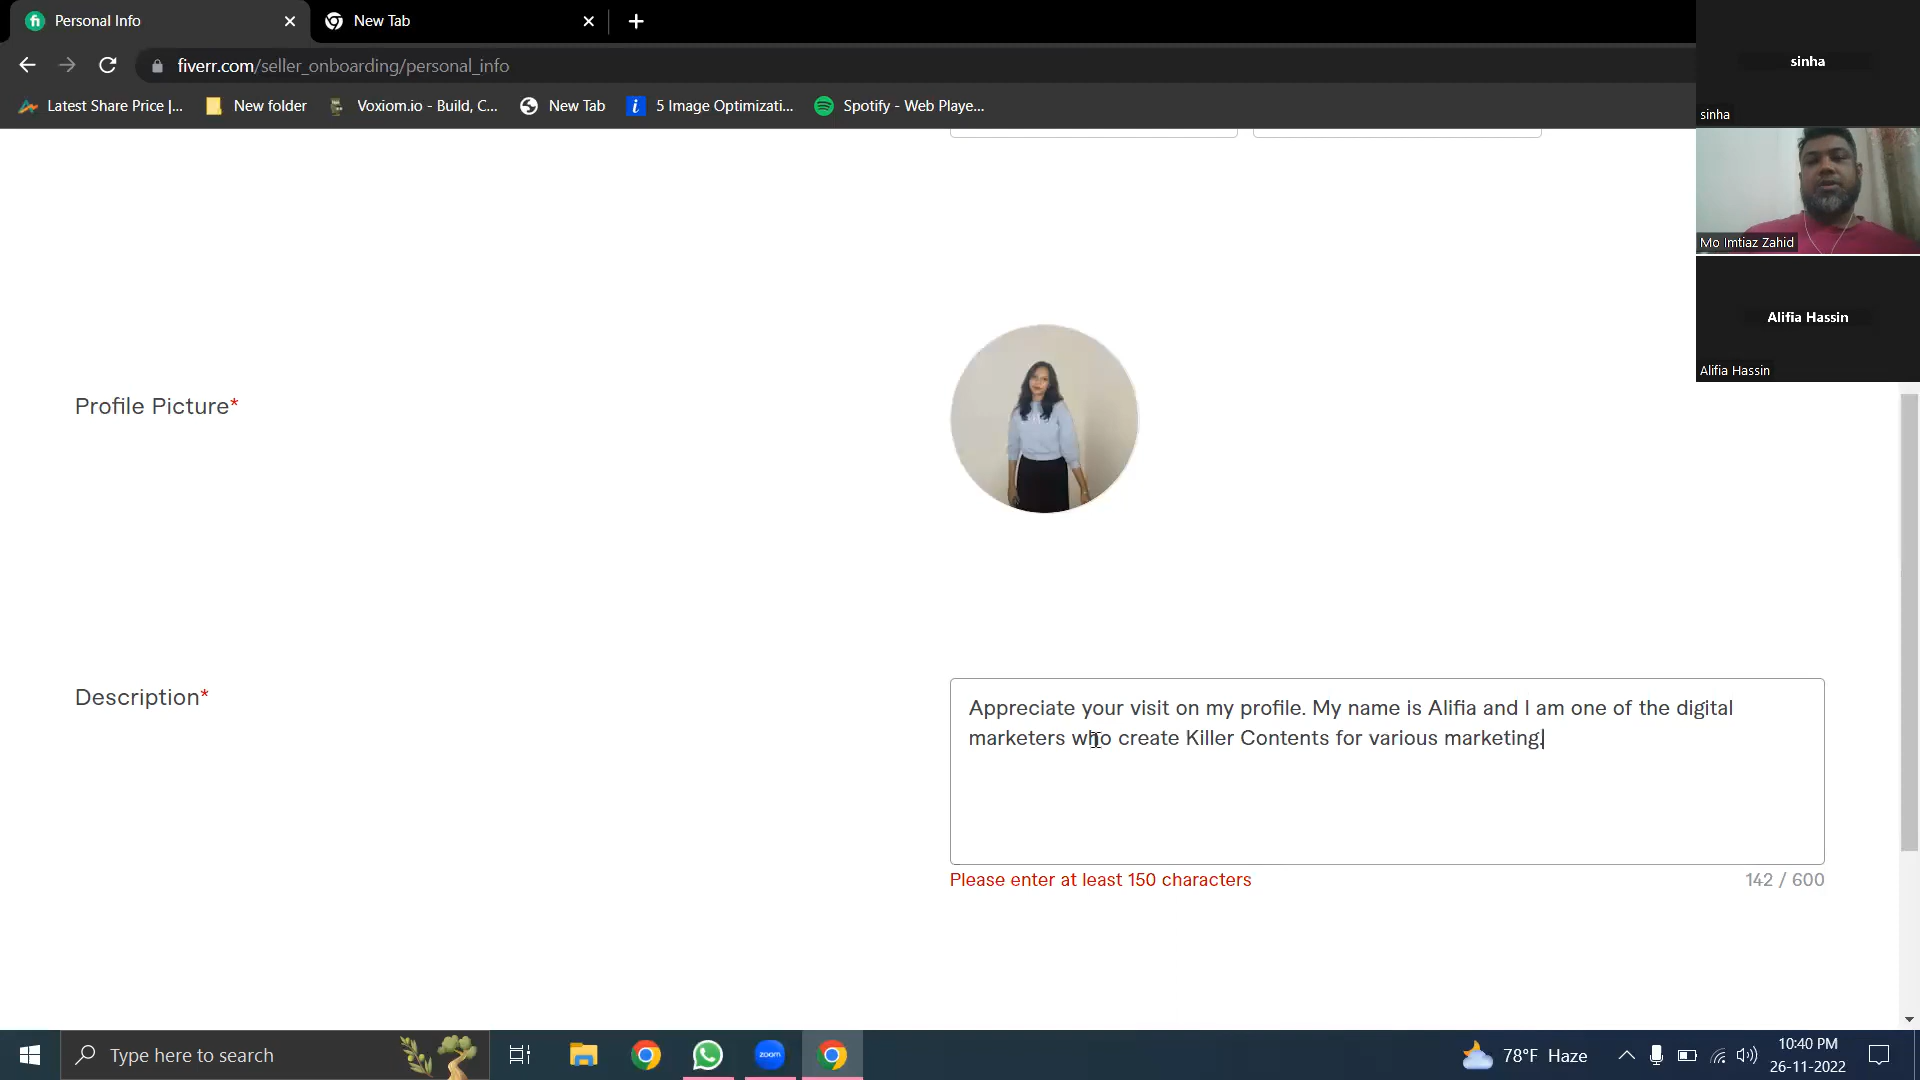 Personal Info
New Tab
fiverr.com/seller_onboarding/personal_info
Latest Share Price |...
New folder
Voxiom.io - Build, C...
New Tab
5 Image Optimizati...
Spotify - Web Playe...
sinha
sinha
Mo Imtiaz Zahid
Alifia Hassin
Alifia Hassin
Profile Picture*
Description*
Appreciate your visit on my profile. My name is Alifia and I am one of the digital
marketers who create Killer Contents for various marketing.
Please enter at least 150 characters
142 / 600
Type here to search
zoom
78°F Haze
10:40 PM
26-11-2022